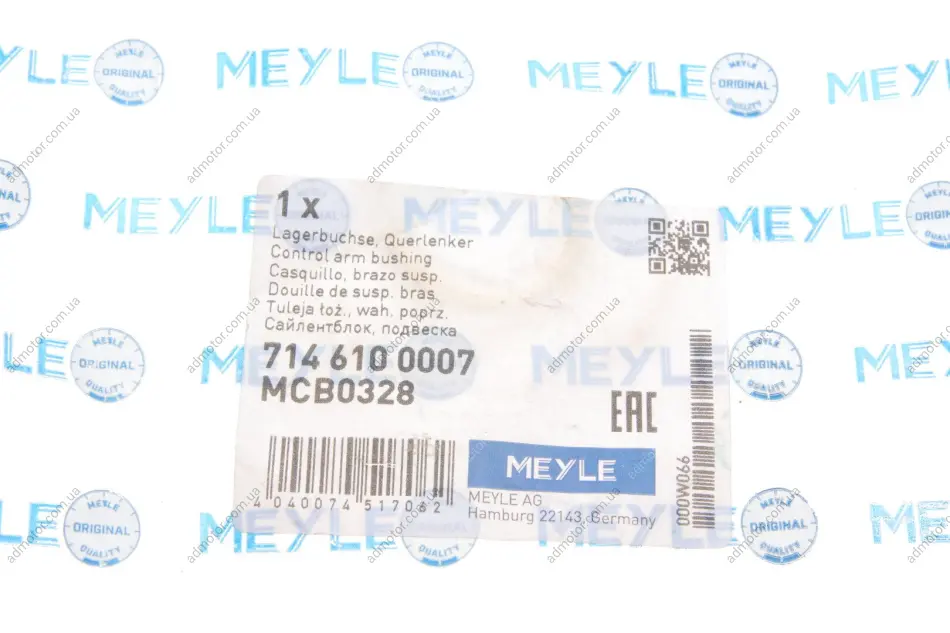 MEYLE ORIGINAL QUALITY
1 x
Lagerbuchse, Querlenker
Control arm bushing
Casquillo, brazo susp.
Douille de susp. bras
Tuleja łoż., wah. poprz.
Сайлентблок, подвеска
714 610 0007
MCB0328
EAC
MEYLE
MEYLE AG
Hamburg 22143, Germany
4 040074 517062
000W066
admotor.com.ua